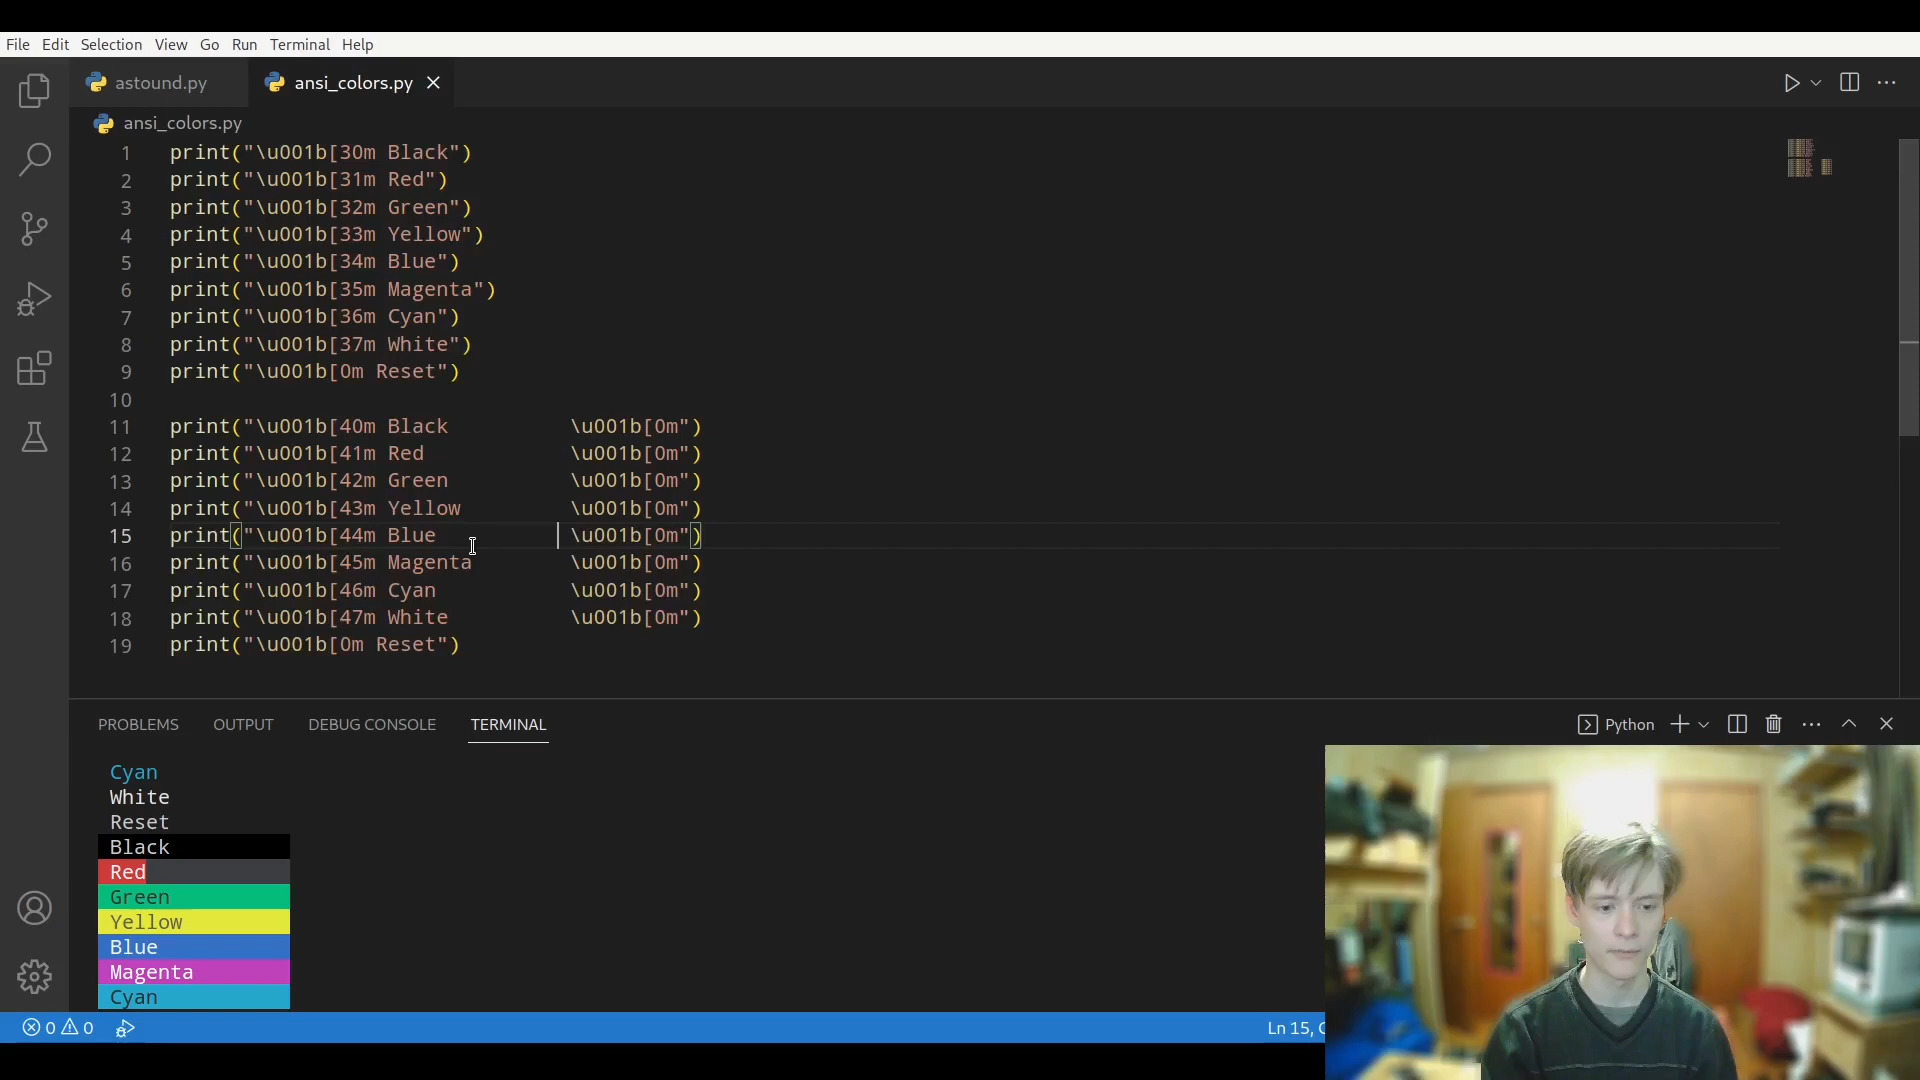 File Edit Selection View Go Run Terminal Help
astound.py ansi_colors.py
ansi_colors.py
1 print("\u001b[30m Black")
2 print("\u001b[31m Red")
3 print("\u001b[32m Green")
4 print("\u001b[33m Yellow")
5 print("\u001b[34m Blue")
6 print("\u001b[35m Magenta")
7 print("\u001b[36m Cyan")
8 print("\u001b[37m White")
9 print("\u001b[0m Reset")
10
11 print("\u001b[40m Black          \u001b[0m")
12 print("\u001b[41m Red            \u001b[0m")
13 print("\u001b[42m Green          \u001b[0m")
14 print("\u001b[43m Yellow         \u001b[0m")
15 print("\u001b[44m Blue           \u001b[0m")
16 print("\u001b[45m Magenta        \u001b[0m")
17 print("\u001b[46m Cyan           \u001b[0m")
18 print("\u001b[47m White          \u001b[0m")
19 print("\u001b[0m Reset")
PROBLEMS OUTPUT DEBUG CONSOLE TERMINAL Python
Cyan
White
Reset
Black
Red
Green
Yellow
Blue
Magenta
Cyan
0 0 Ln 15,